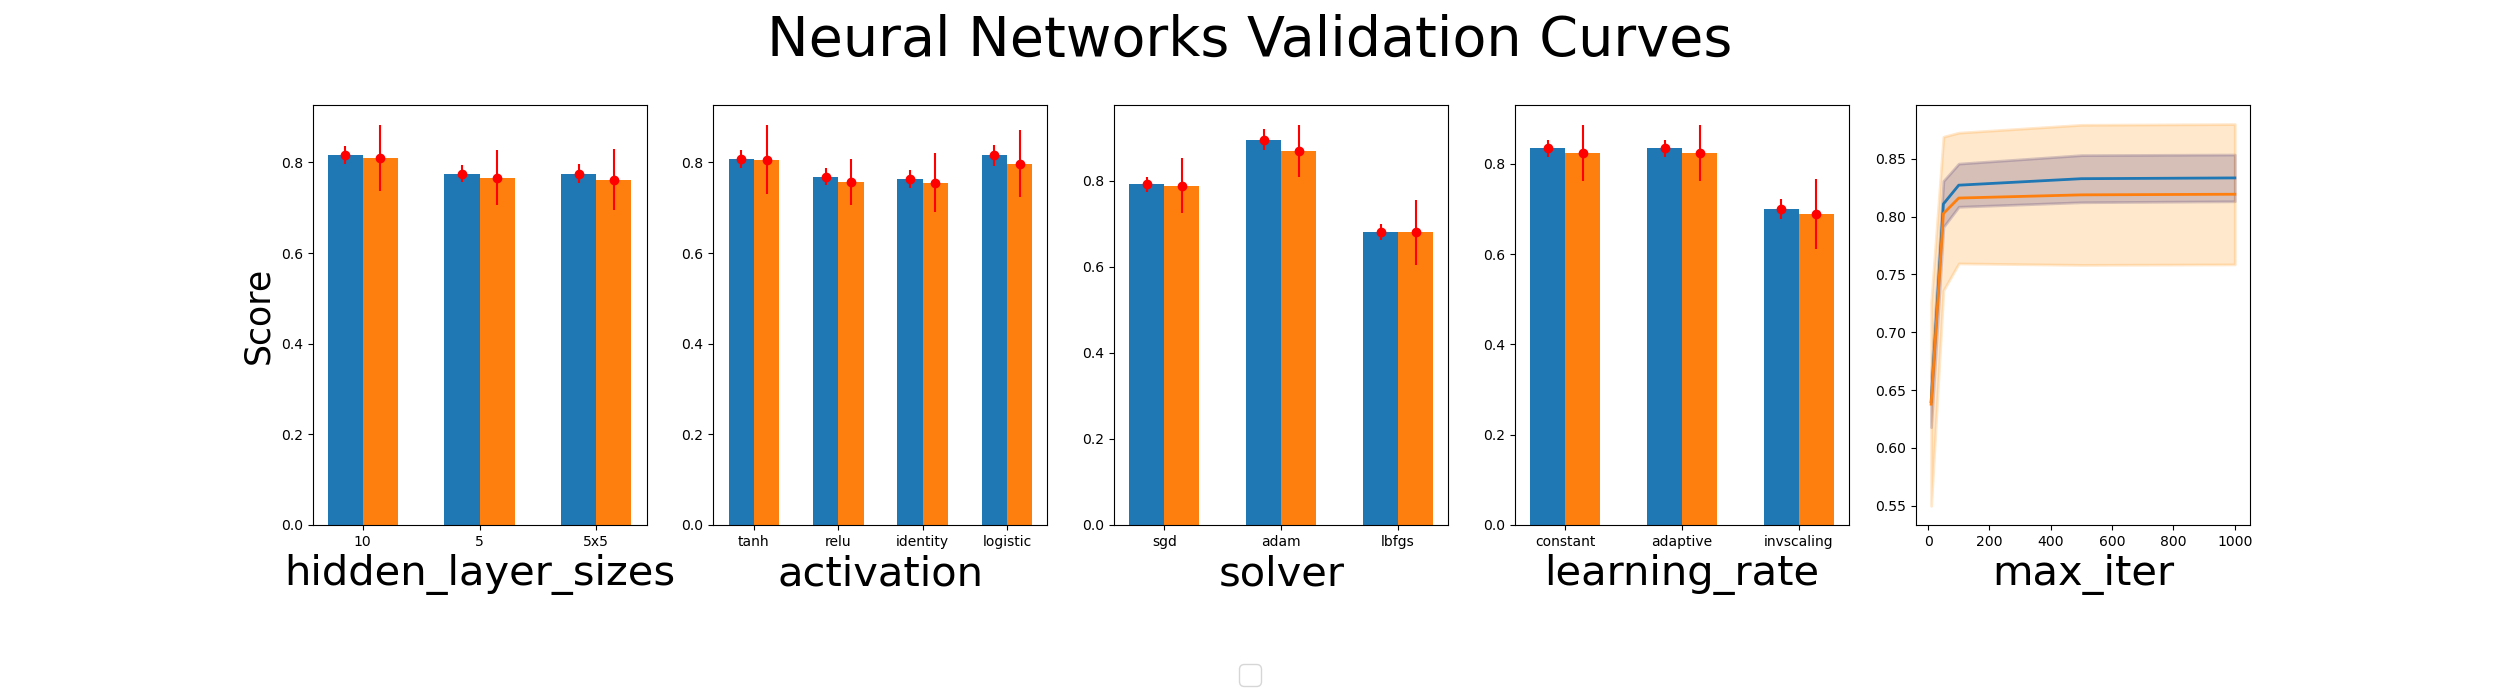 Neural Networks Validation Curves
Score
0.8
0.6
0.4
0.2
0.0
10 5 5x5
hidden_layer_sizes
0.8
0.6
0.4
0.2
0.0
tanh relu identity logistic
activation
0.8
0.6
0.4
0.2
0.0
sgd adam lbfgs
solver
0.8
0.6
0.4
0.2
0.0
constant adaptive invscaling
learning_rate
0.85
0.80
0.75
0.70
0.65
0.60
0.55
0 200 400 600 800 1000
max_iter